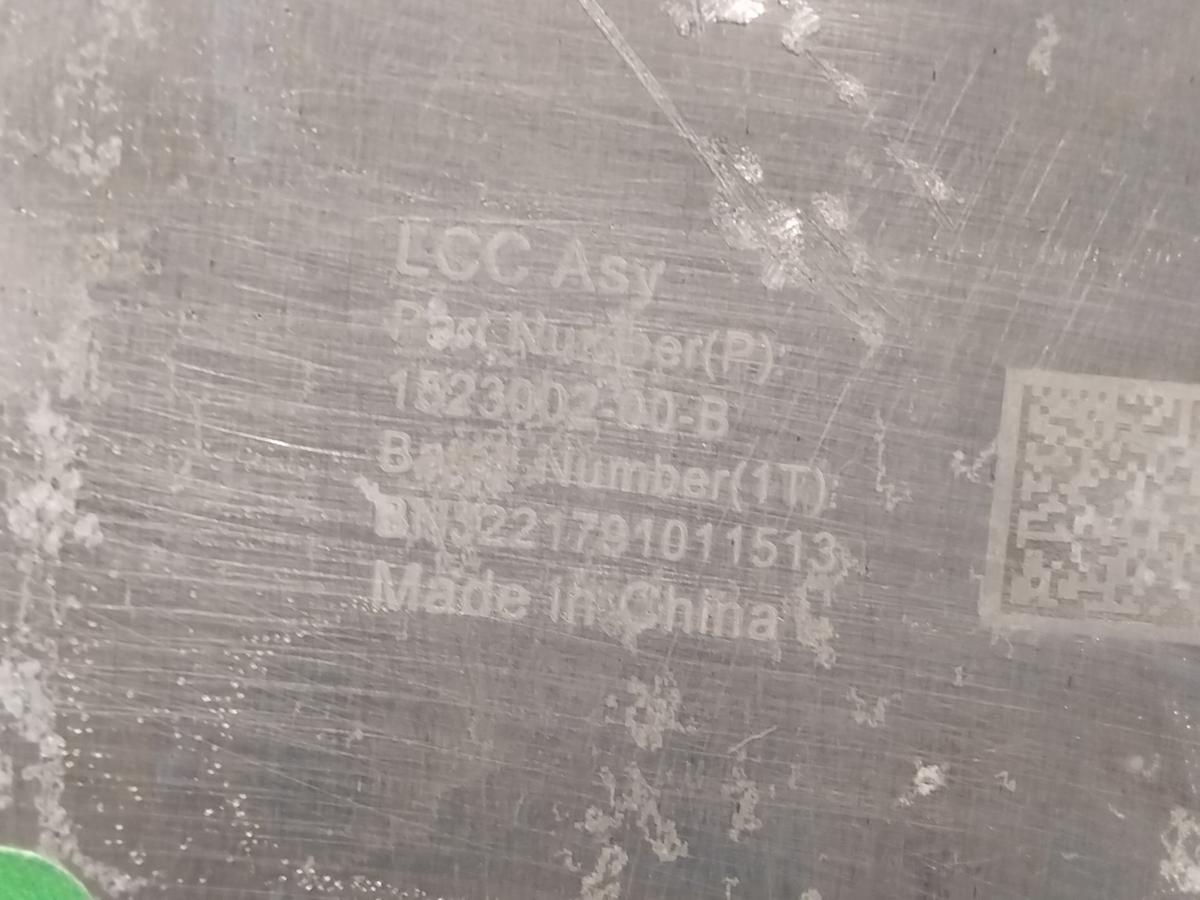 LCC Asy
Part Number(P):
1523002-00-B
Batch Number(1T):
BN3221791011513
Made in China